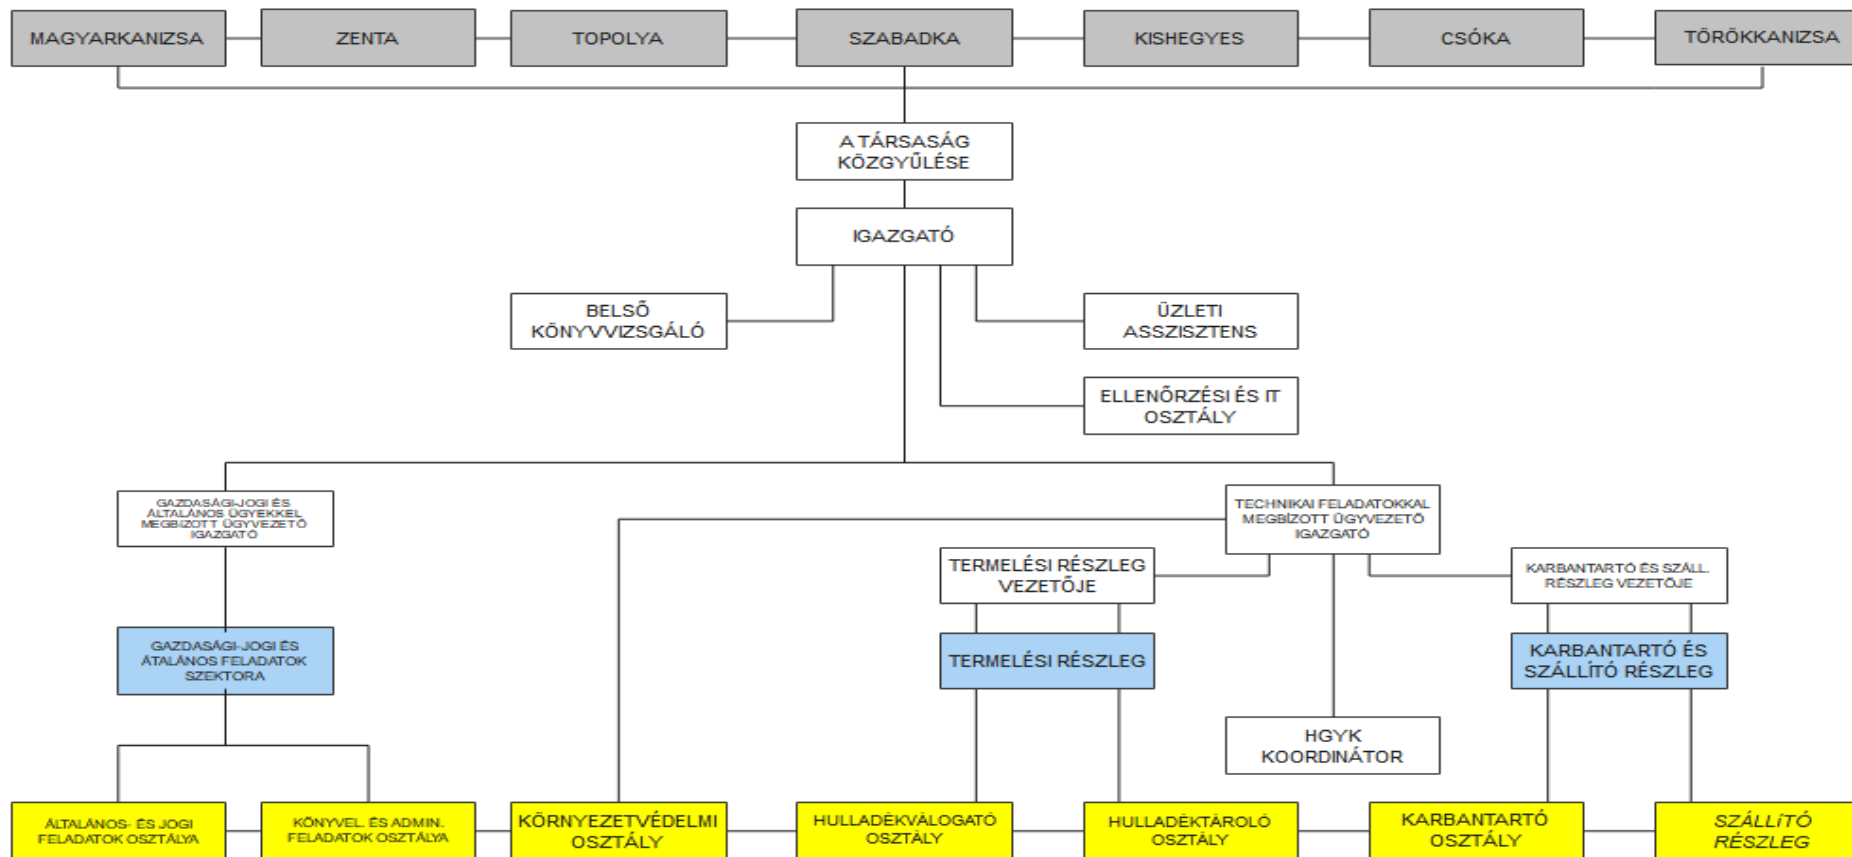 MAGYARKANIZSA
ZENTA
TOPOLYA
SZABADKA
KISHEGYES
CSÓKA
TÖRÖKKANIZSA
A TÁRSASÁG
KÖZGYŰLÉSE
IGAZGATÓ
BELSŐ
KÖNYVVIZSGÁLÓ
ÜZLETI
ASSZISZTENS
ELLENŐRZÉSI ÉS IT
OSZTÁLY
GAZDASÁGI-JOGI ÉS
ÁLTALÁNOS ÜGYEKKEL
MEGBIZOTT ÜGYVEZETŐ
IGAZGATÓ
TECHNIKAI FELADATOKKAL
MEGBÍZOTT ÜGYVEZETŐ
IGAZGATÓ
TERMELÉSI RÉSZLEG
VEZETŐJE
KARBANTARTÓ ÉS SZÁLL.
RÉSZLEG VEZETŐJE
GAZDASÁGI-JOGI ÉS
ÁTALÁNOS FELADATOK
SZEKTORA
TERMELÉSI RÉSZLEG
KARBANTARTÓ ÉS
SZÁLLÍTÓ RÉSZLEG
HGYK
KOORDINÁTOR
ÁLTALÁNOS- ÉS JOGI
FELADATOK OSZTÁLYA
KÖNYVEL. ÉS ADMIN.
FELADATOK OSZTÁLYA
KÖRNYEZETVÉDELMI
OSZTÁLY
HULLADÉKVÁLOGATÓ
OSZTÁLY
HULLADÉKTÁROLÓ
OSZTÁLY
KARBANTARTÓ
OSZTÁLY
SZÁLLíTÓ
RÉSZLEG